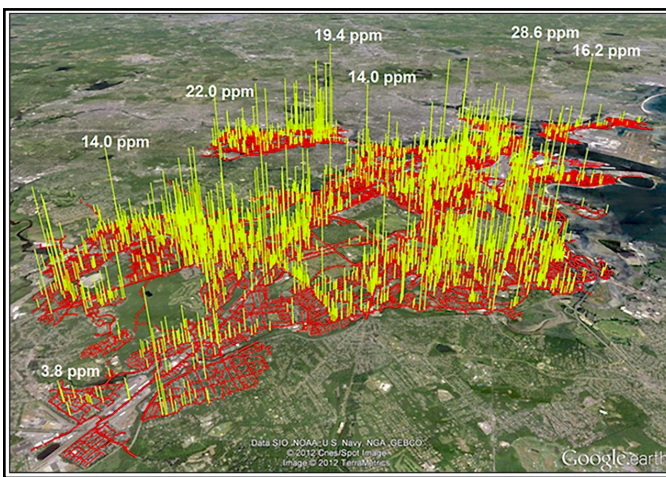 19.4 ppm
28.6 ppm
16.2 ppm
22.0 ppm
14.0 ppm
14.0 ppm
3.8 ppm
Data SIO, NOAA, U.S. Navy, NGA, GEBCO
© 2012 Cnes/Spot Image
Image © 2012 TerraMetrics
Google earth